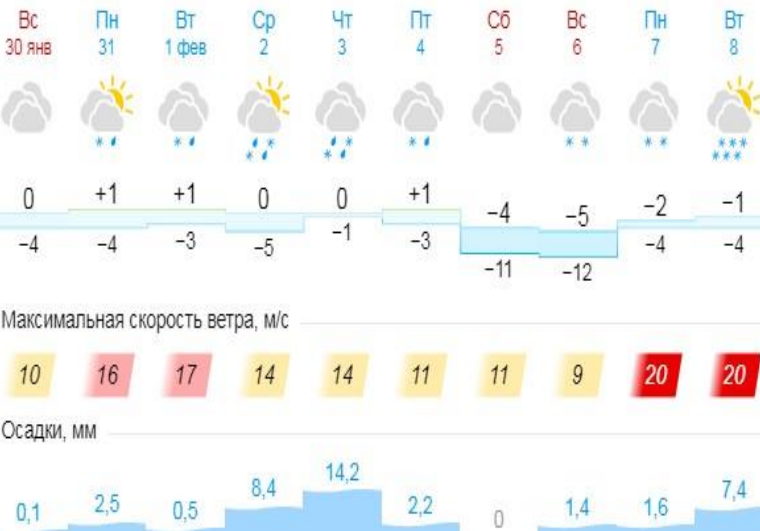 Вс Пн Вт Ср Чт Пт Сб Вс Пн Вт
30 янв 31 1 фев 2 3 4 5 6 7 8
0 +1 +1 0 0 +1 −4 −5 −2 −1
−4 −4 −3 −5 −1 −3 −11 −12 −4 −4
Максимальная скорость ветра, м/с
10 16 17 14 14 11 11 9 20 20
Осадки, мм
0,1 2,5 0,5 8,4 14,2 2,2 0 1,4 1,6 7,4